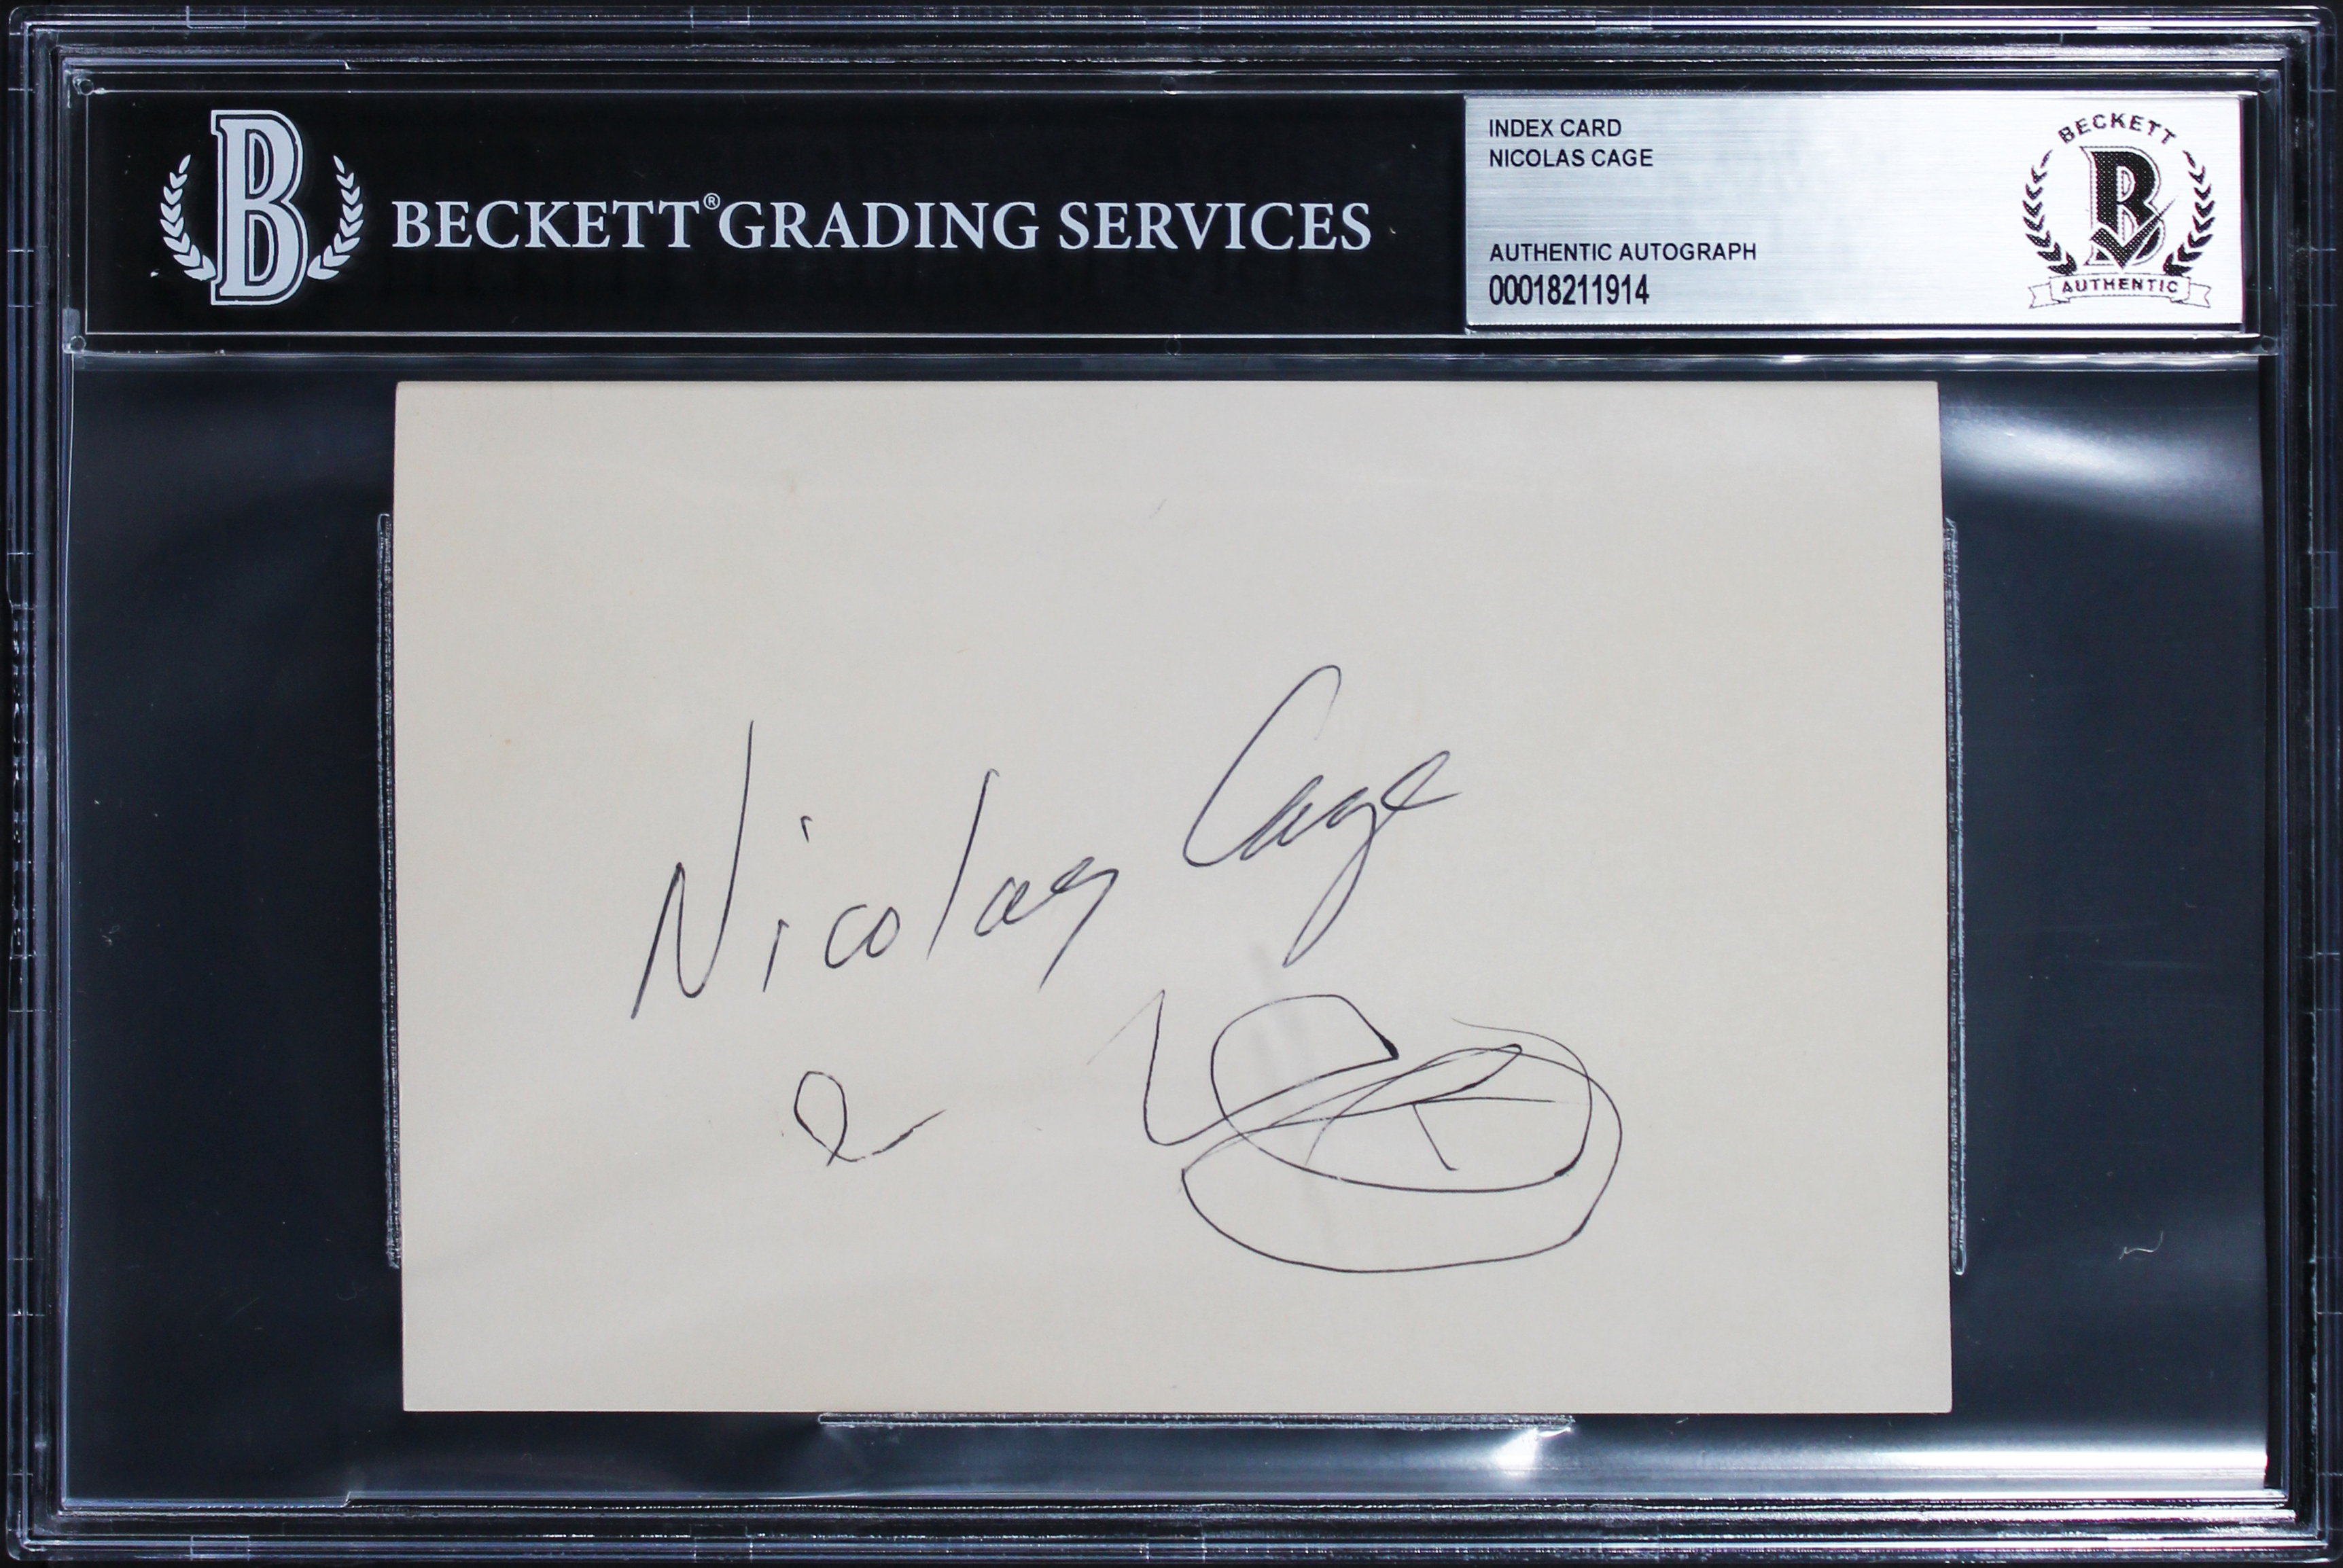 BECKETT® GRADING SERVICES
INDEX CARD
NICOLAS CAGE
AUTHENTIC AUTOGRAPH
00018211914
BECKETT
AUTHENTIC
Nicolas Cage